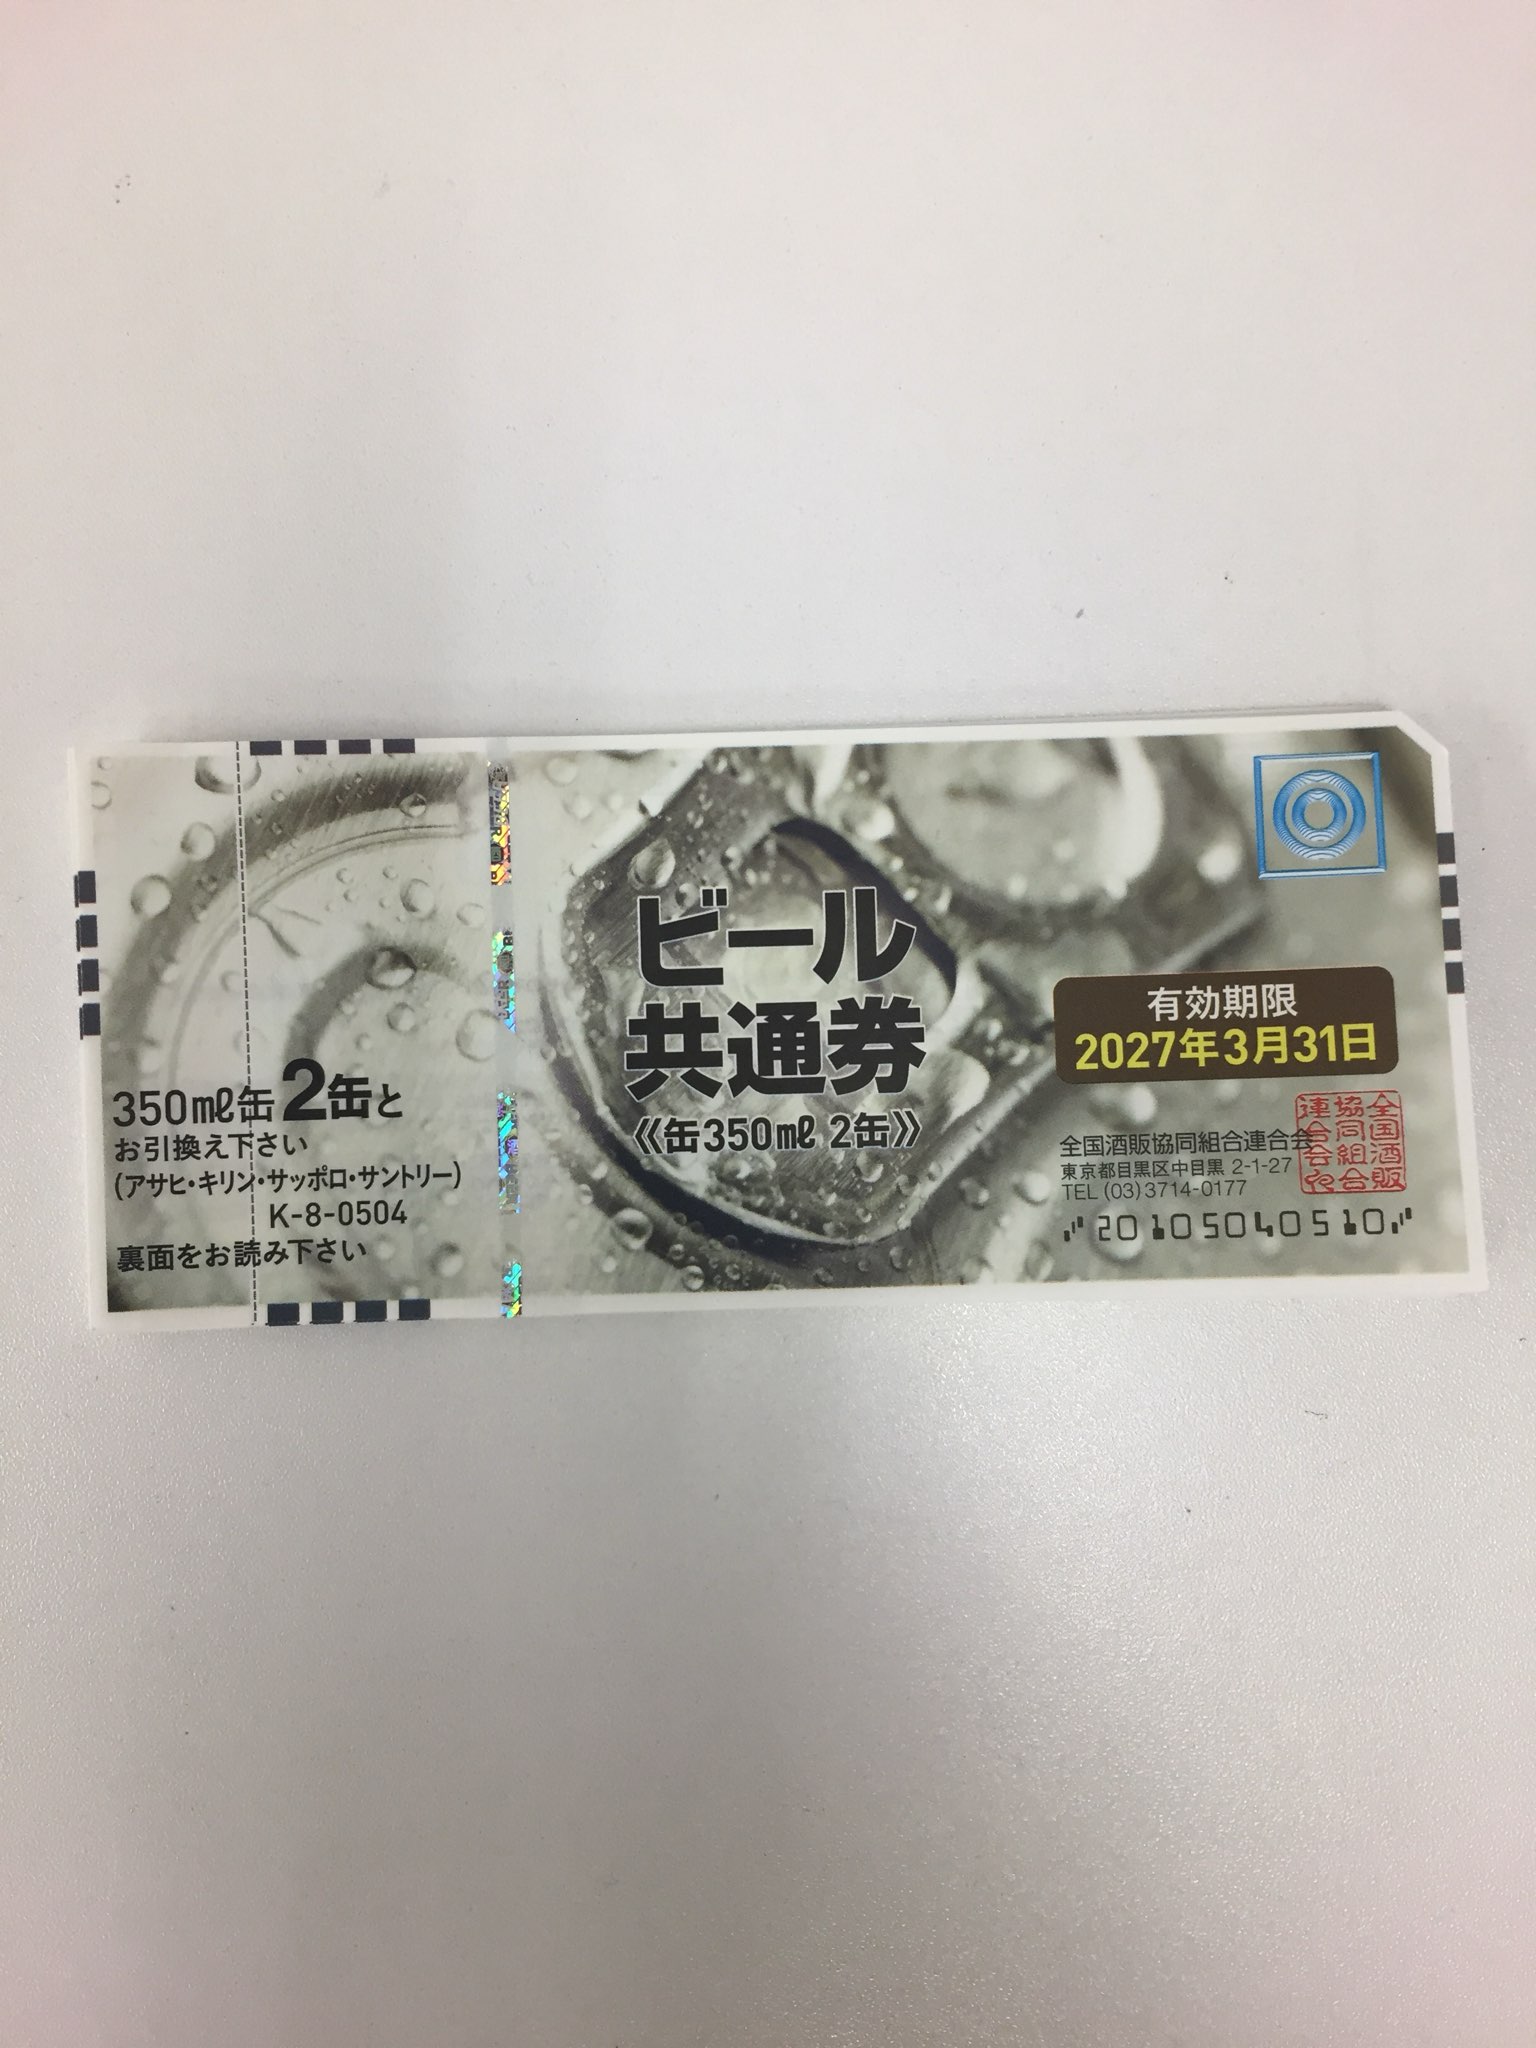 350㎖缶2缶と
お引換え下さい
(アサヒ・キリン・サッポロ・サントリー)
K-8-0504
裏面をお読み下さい
ビール
共通券
《缶350㎖ 2缶》
有効期限
2027年3月31日
全国酒販協同組合連合会
東京都目黒区中目黒 2-1-27
TEL (03)3714-0177
20105040510
全国酒販
協同組合
連合会